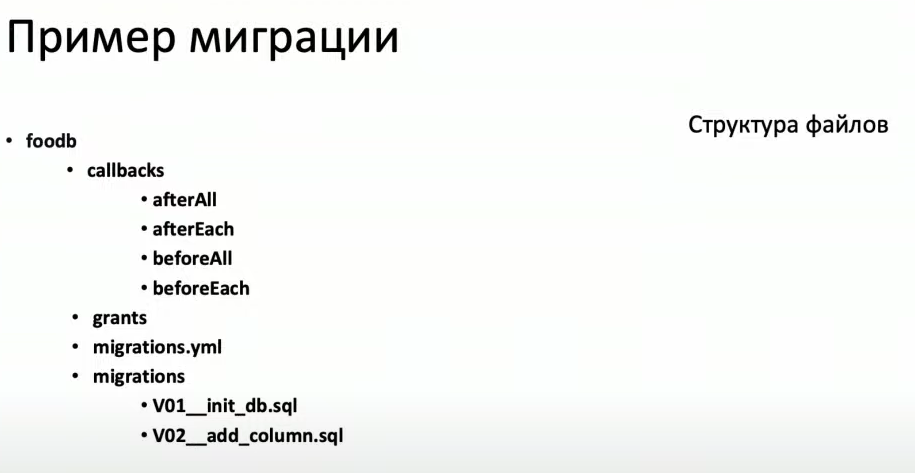 Пример миграции
Структура файлов
• foodb
• callbacks
• afterAll
• afterEach
• beforeAll
• beforeEach
• grants
• migrations.yml
• migrations
• V01__init_db.sql
• V02__add_column.sql